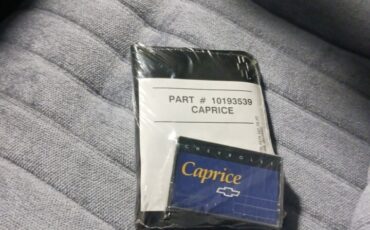 PART # 10193539
CAPRICE
CHEVROLET
Caprice